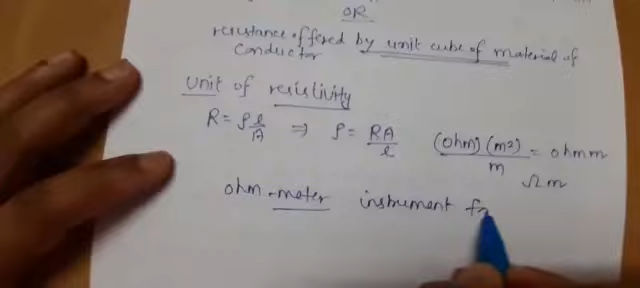 OR
resistance offered by unit cube of material of
conductor
Unit of resistivity
R = ρ l/A ⇒ ρ = RA/l (ohm) (m²)/m = ohm m
Ωm
ohm-meter instrument